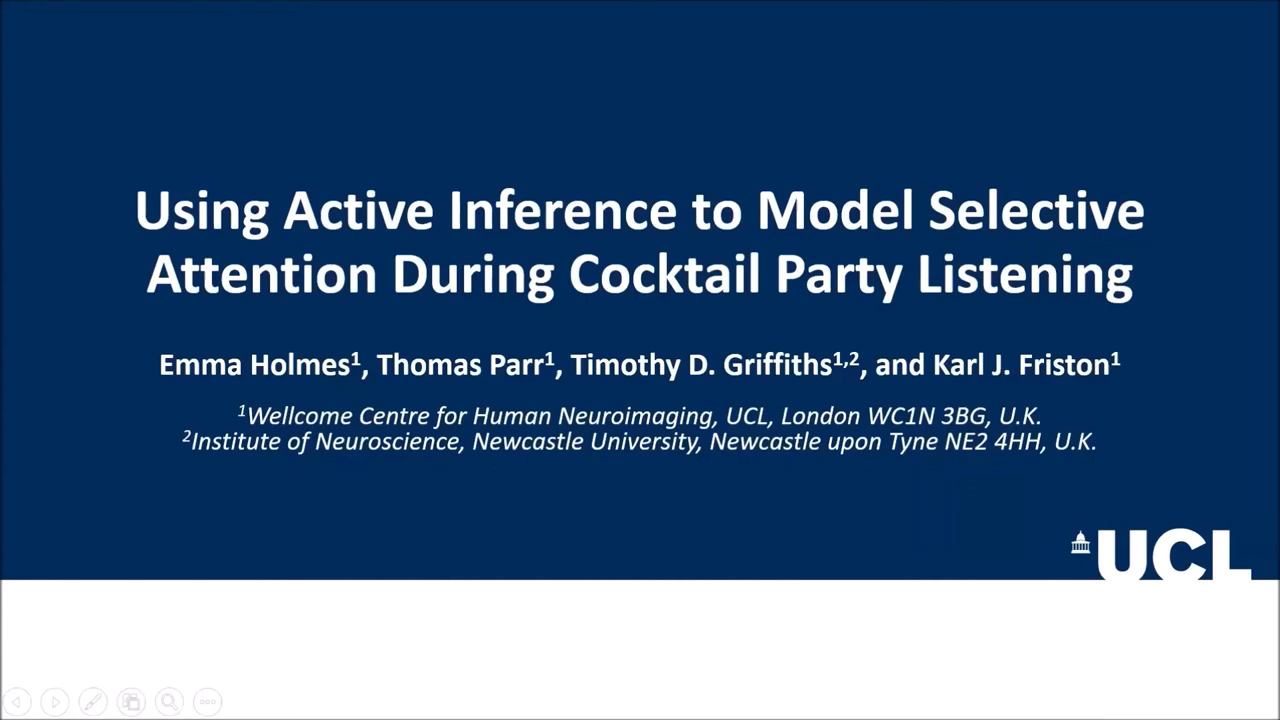 Using Active Inference to Model Selective
Attention During Cocktail Party Listening
Emma Holmes¹, Thomas Parr¹, Timothy D. Griffiths¹,², and Karl J. Friston¹
¹Wellcome Centre for Human Neuroimaging, UCL, London WC1N 3BG, U.K.
²Institute of Neuroscience, Newcastle University, Newcastle upon Tyne NE2 4HH, U.K.
UCL